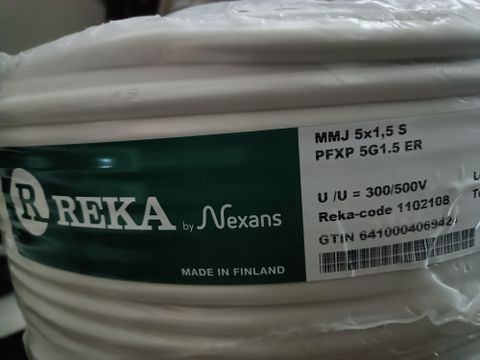 R REKA by Nexans
MADE IN FINLAND
MMJ 5x1,5 S
PFXP 5G1.5 ER
U /U = 300/500V
Reka-code 1102108
GTIN